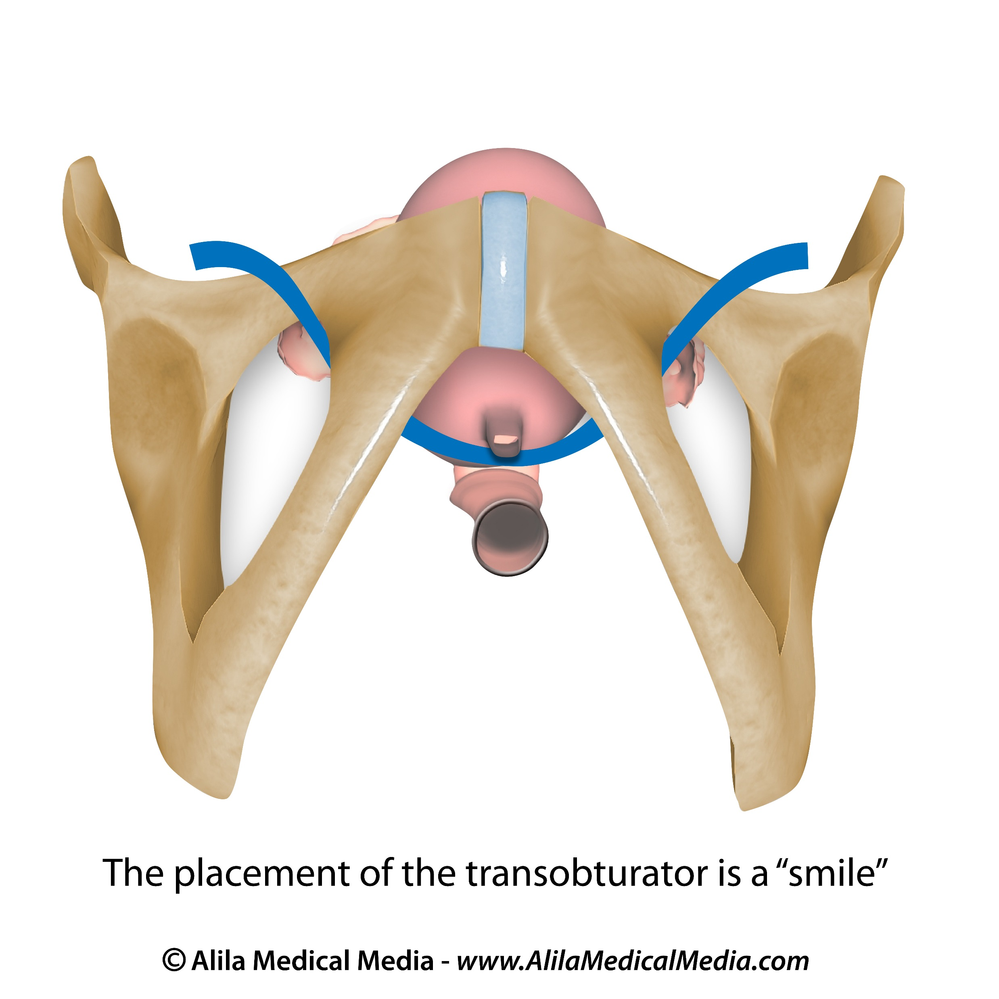 The placement of the transobturator is a “smile”
© Alila Medical Media - www.AlilaMedicalMedia.com